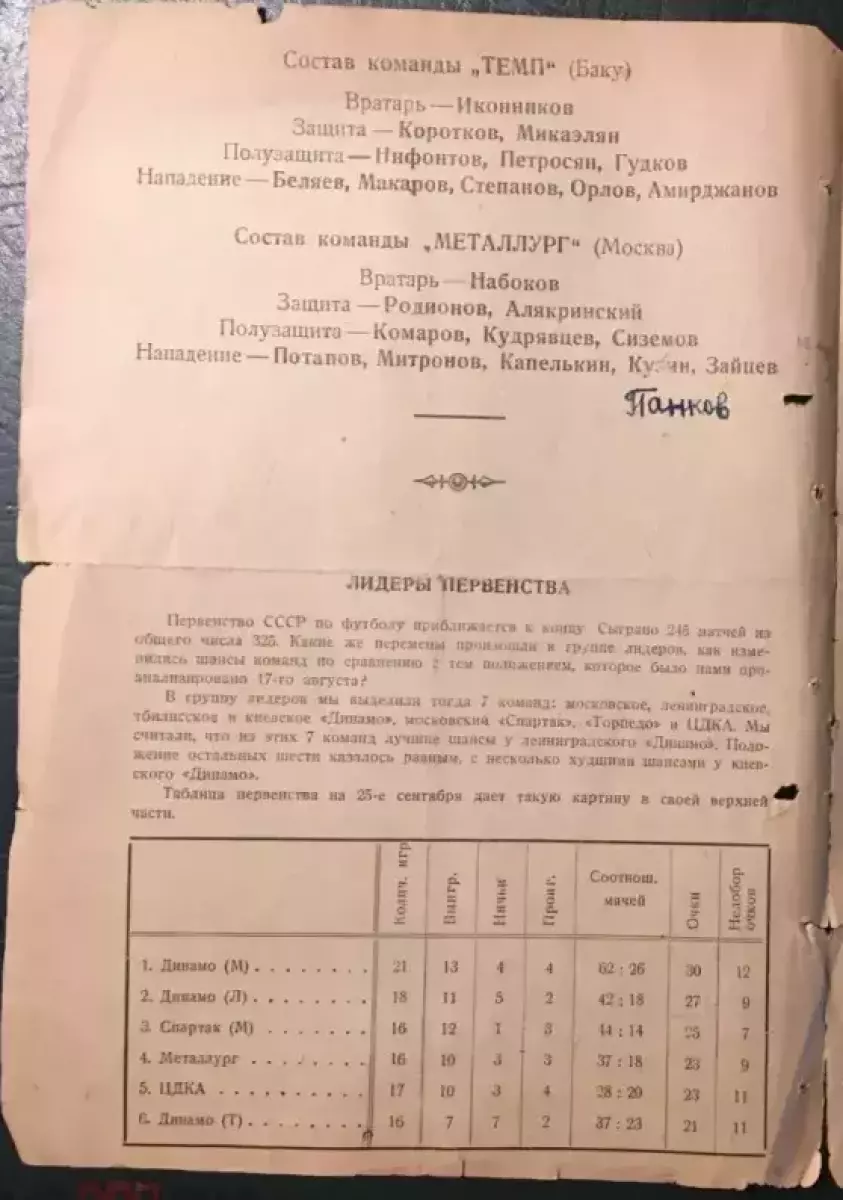 Состав команды „ТЕМП“ (Баку)
Вратарь — Иконников
Защита — Коротков, Микаэлян
Полузащита — Нифонтов, Петросян, Гудков
Нападение — Беляев, Макаров, Степанов, Орлов, Амирджанов
Состав команды „МЕТАЛЛУРГ“ (Москва)
Вратарь — Набоков
Защита — Родионов, Алякринский
Полузащита — Комаров, Кудрявцев, Сиземов
Нападение — Потапов, Митронов, Капелькин, Зайцев
Панков
ЛИДЕРЫ ПЕРВЕНСТВА
Первенство СССР по футболу приближается к концу Сыграно матчей из
общего числа 325. Какие же перемены произошли в группе лидеров, как изме-
нились шансы команд по сравнению с тем положением, которое было нами про-
анализировано 17-го августа?
В группу лидеров мы выделили тогда 7 команд: московское, ленинградское,
тбилисское и киевское «Динамо», московский «Спартак», «Торпедо» и ЦДКА. Мы
считали, что из этих 7 команд лучшие шансы у ленинградского «Динамо». Поло-
жение остальных шести казалось равным, с несколько худшими шансами у киев-
ского «Динамо».
Таблица первенства на 25-е сентября дает такую картину в своей верхней
части.
Колич. игр Выигр. Ничьи Проиг. Соотнош. мячей Очки Недобор очков
1. Динамо (М) . . . . . . . . 21 13 4 4 62 : 26 30 12
2. Динамо (Л) . . . . . . . . 18 11 5 2 42 : 18 27 9
3. Спартак (М) . . . . . . . 16 12 1 3 44 : 14 25 7
4. Металлург . . . . . . . . 16 10 3 3 37 : 18 23 9
5. ЦДКА . . . . . . . . . . 17 10 3 4 : 20 23 11
6. Динамо (Т) . . . . . . . . 16 7 7 2 37 : 23 21 11